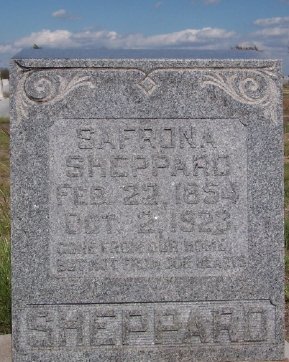 SAFRONA
SHEPPARD
FEB. 22, 1854
OCT. 2, 1923
GONE FROM OUR HOME,
BUT NOT FROM OUR HEARTS
SHEPPARD